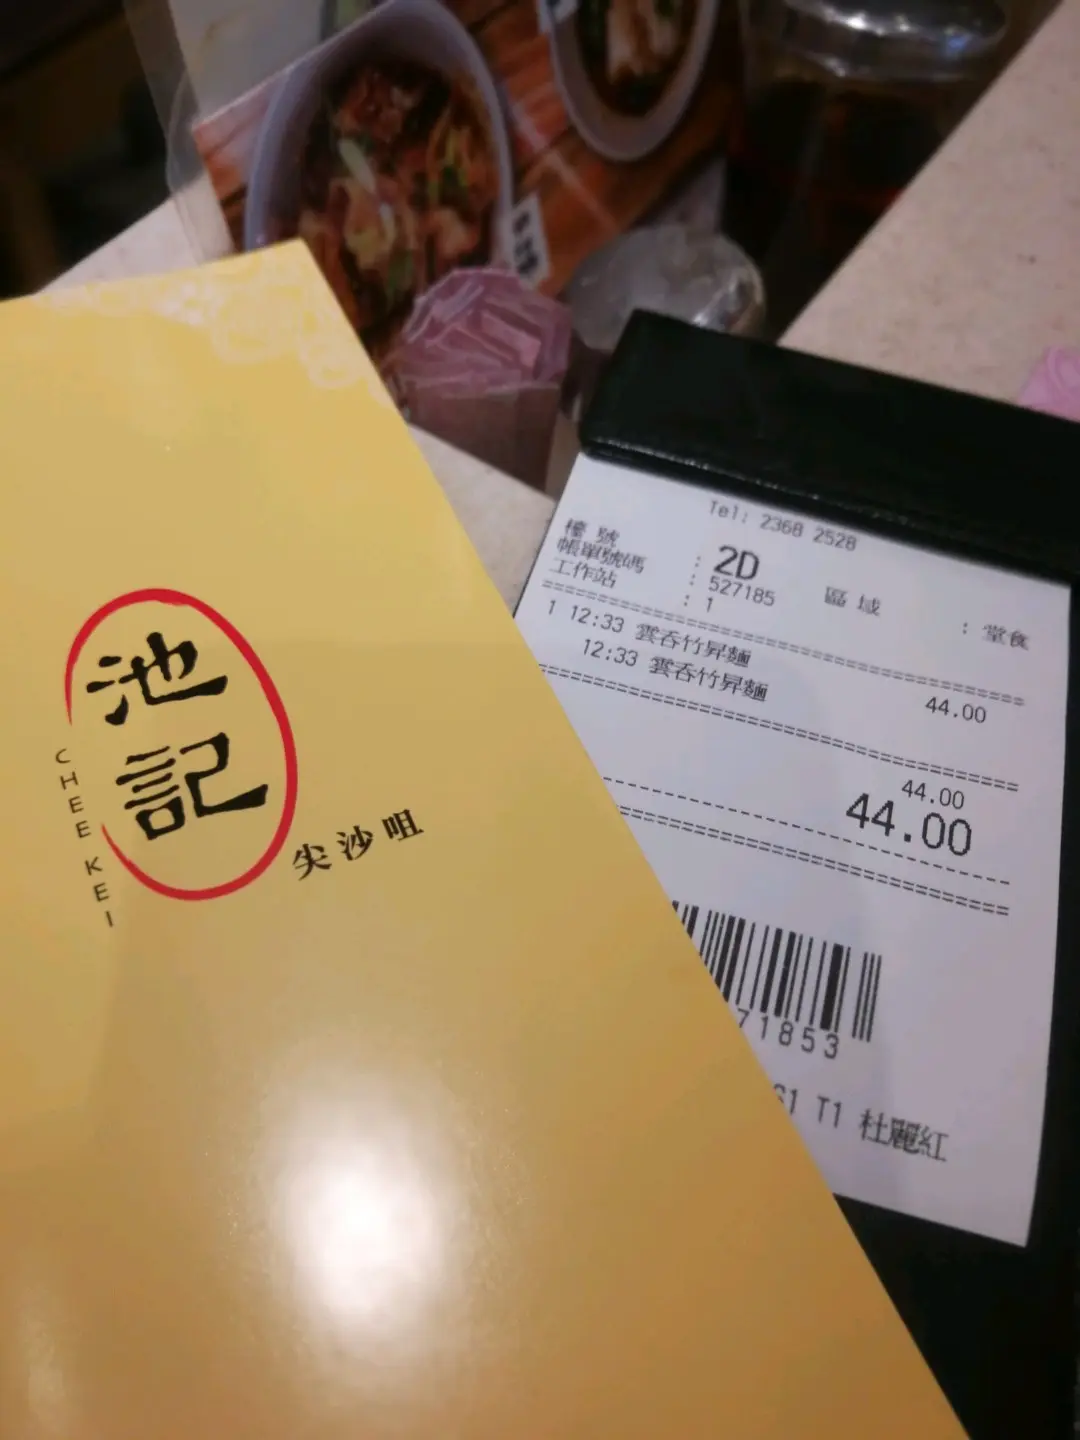 池記
CHEE KEI
尖沙咀
Tel: 2368 2528
檯號 : 2D 區域 : 堂食
帳單號碼 : 527185
工作站 : 1
1 12:33 雲吞竹昇麵 44.00
12:33 雲吞竹昇麵
44.00
44.00
71853
T1 杜麗紅